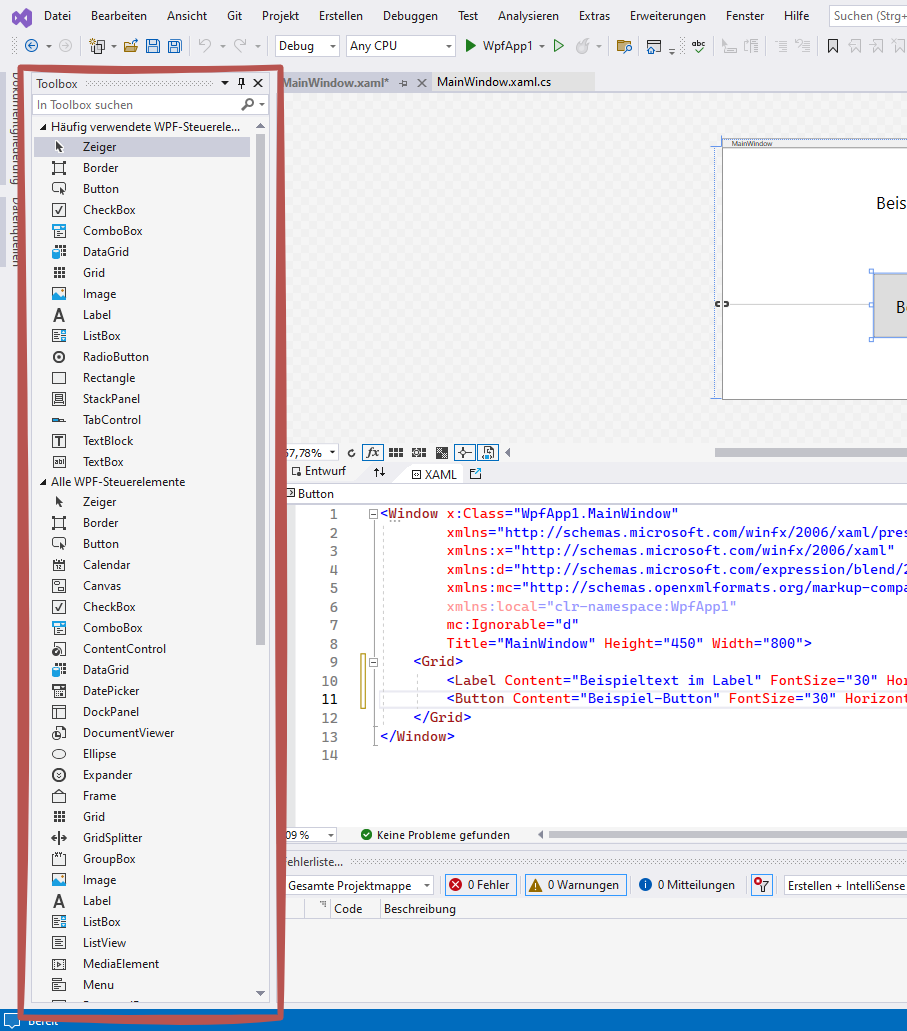 Datei Bearbeiten Ansicht Git Projekt Erstellen Debuggen Test Analysieren Extras Erweiterungen Fenster Hilfe Suchen (Strg+
Debug Any CPU WpfApp1
Toolbox
MainWindow.xaml* MainWindow.xaml.cs
In Toolbox suchen
Dokumentgliederung
Datenquellen
Häufig verwendete WPF-Steuerele...
Zeiger
Border
Button
CheckBox
ComboBox
DataGrid
Grid
Image
Label
ListBox
RadioButton
Rectangle
StackPanel
TabControl
TextBlock
TextBox
Alle WPF-Steuerelemente
Zeiger
Border
Button
Calendar
Canvas
CheckBox
ComboBox
ContentControl
DataGrid
DatePicker
DockPanel
DocumentViewer
Ellipse
Expander
Frame
Grid
GridSplitter
GroupBox
Image
Label
ListBox
ListView
MediaElement
Menu
MainWindow
Beis
Be
57,78%
Entwurf XAML
Button
1 <Window x:Class="WpfApp1.MainWindow"
2 xmlns="http://schemas.microsoft.com/winfx/2006/xaml/pres
3 xmlns:x="http://schemas.microsoft.com/winfx/2006/xaml"
4 xmlns:d="http://schemas.microsoft.com/expression/blend/2
5 xmlns:mc="http://schemas.openxmlformats.org/markup-compa
6 xmlns:local="clr-namespace:WpfApp1"
7 mc:Ignorable="d"
8 Title="MainWindow" Height="450" Width="800">
9 <Grid>
10 <Label Content="Beispieltext im Label" FontSize="30" Hor
11 <Button Content="Beispiel-Button" FontSize="30" Horizont
12 </Grid>
13 </Window>
14
09 % Keine Probleme gefunden
ehlerliste...
Gesamte Projektmappe 0 Fehler 0 Warnungen 0 Mitteilungen Erstellen + IntelliSense
Code Beschreibung
Bereit